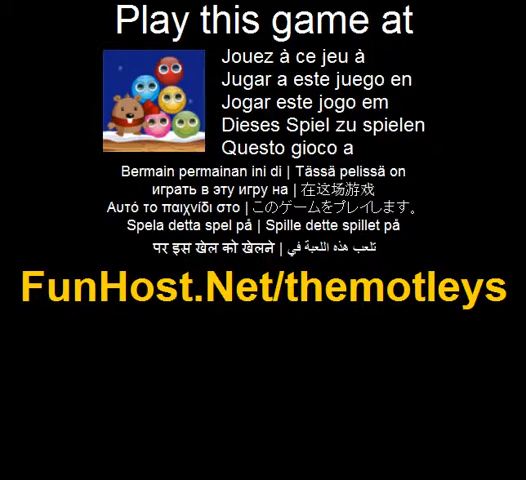 Play this game at
Jouez à ce jeu à
Jugar a este juego en
Jogar este jogo em
Dieses Spiel zu spielen
Questo gioco a
Bermain permainan ini di | Tässä pelissä on
играть в эту игру на | 在这场游戏
Αυτό το παιχνίδι στο | このゲームをプレイします。
Spela detta spel på | Spille dette spillet på
पर इस खेल को खेलने | تلعب هذه اللعبة في
FunHost.Net/themotleys